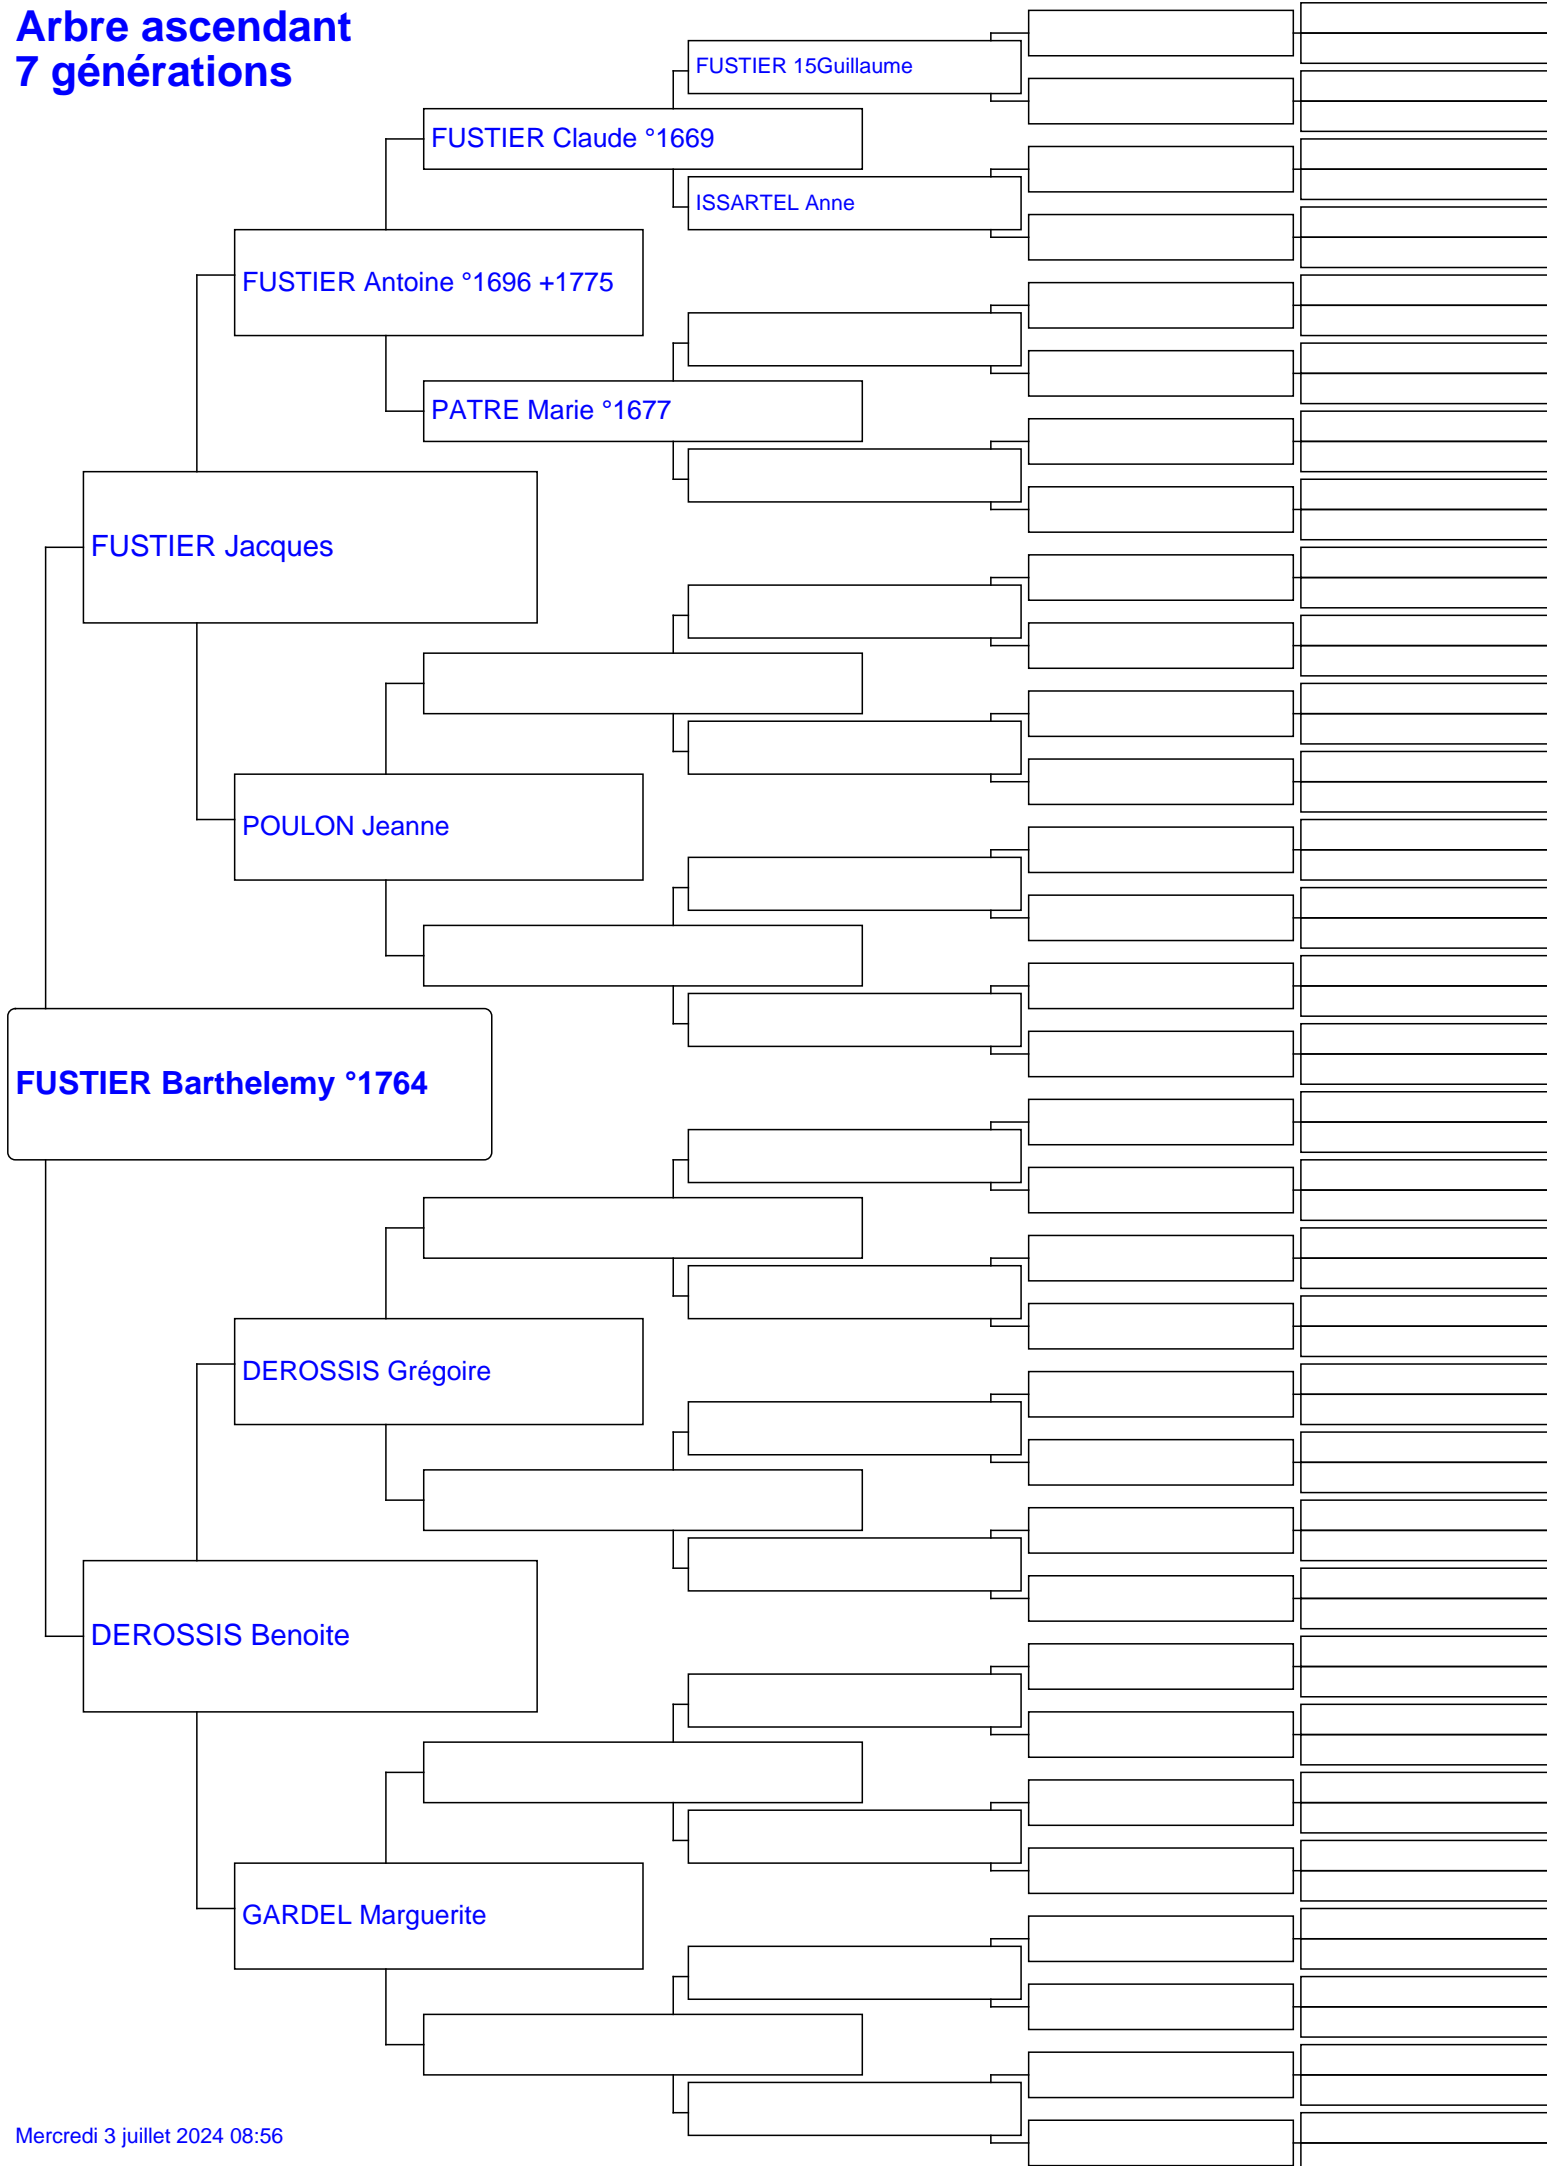 Arbre ascendant
7 générations
FUSTIER 15Guillaume
FUSTIER Claude °1669
ISSARTEL Anne
FUSTIER Antoine °1696 +1775
PATRE Marie °1677
FUSTIER Jacques
POULON Jeanne
FUSTIER Barthelemy °1764
DEROSSIS Grégoire
DEROSSIS Benoite
GARDEL Marguerite
Mercredi 3 juillet 2024 08:56